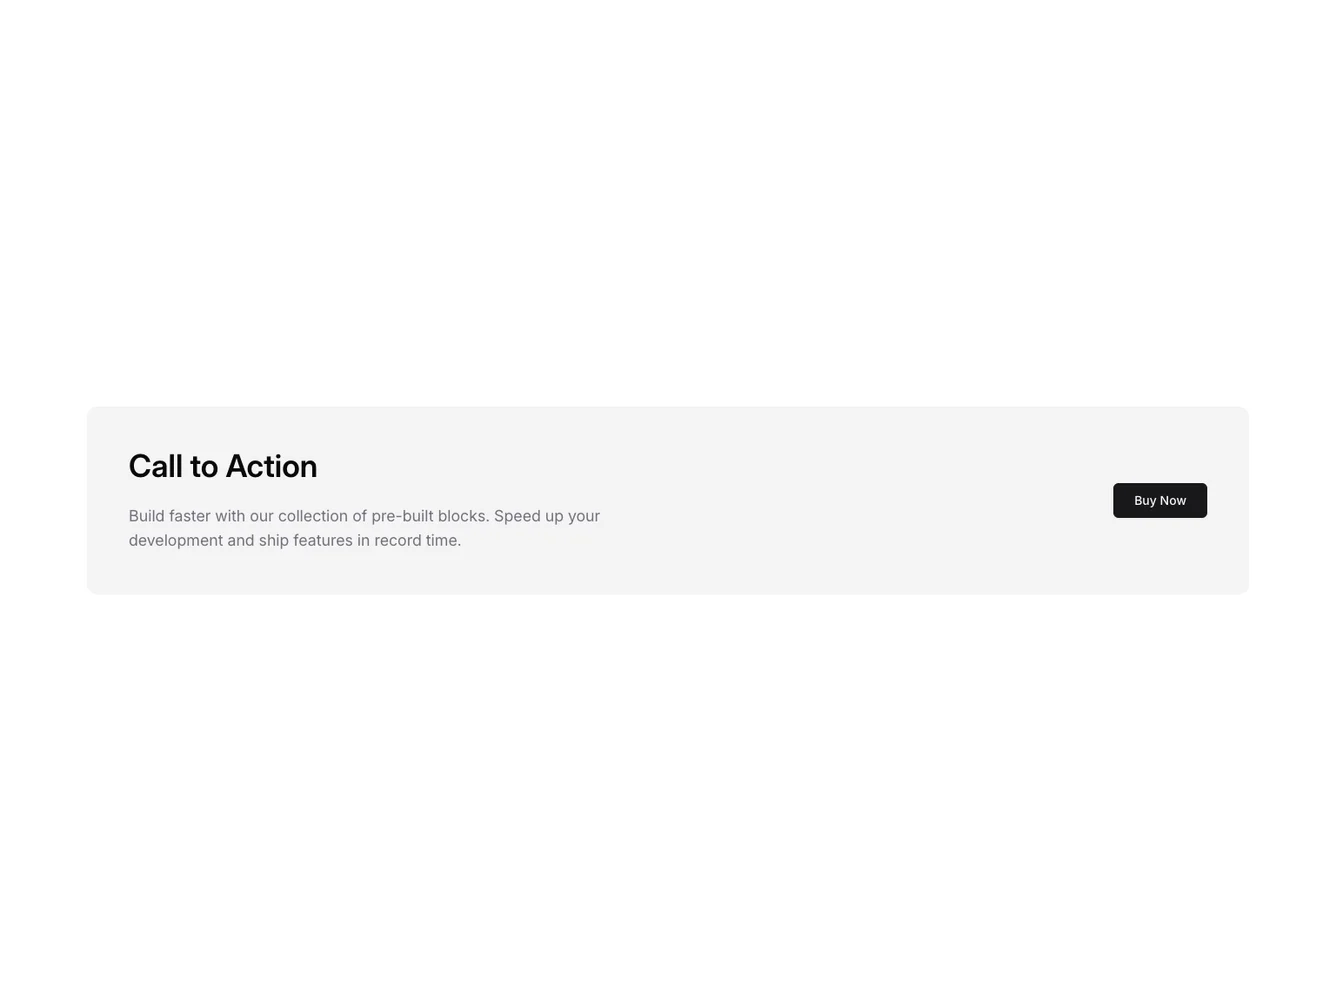 Call to Action
Build faster with our collection of pre-built blocks. Speed up your
development and ship features in record time.
Buy Now